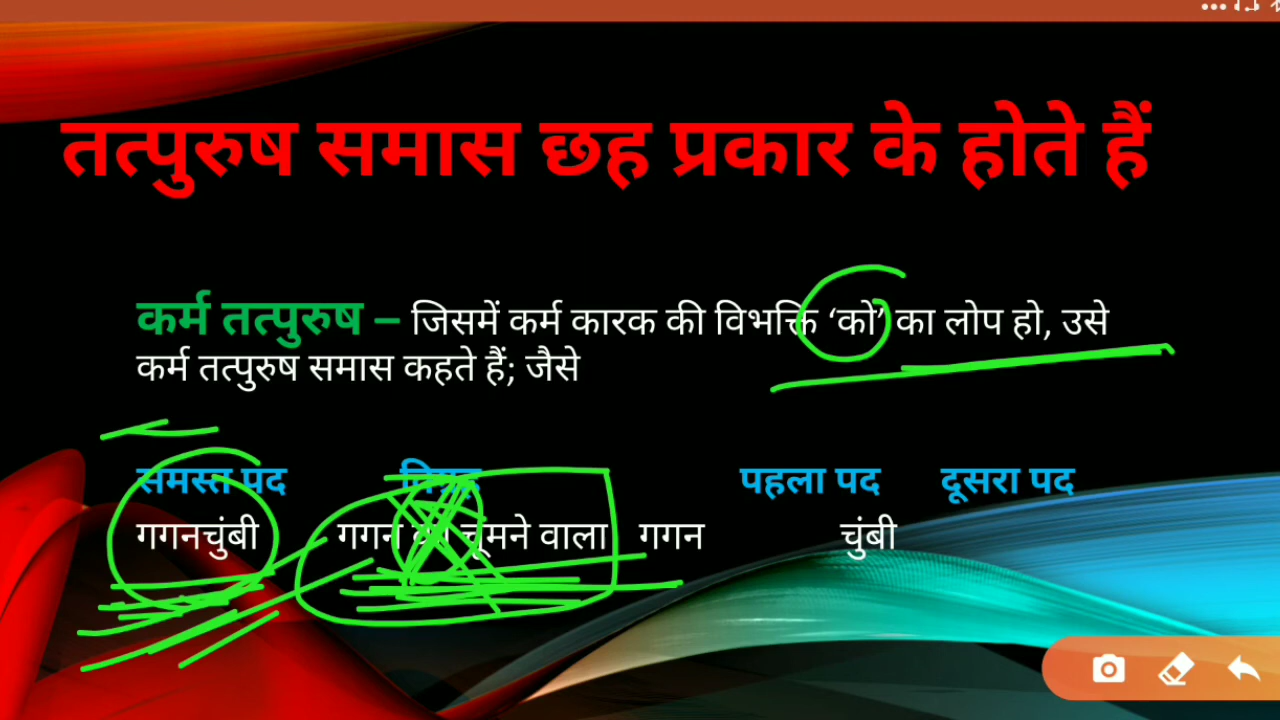 तत्पुरुष समास छह प्रकार के होते हैं
कर्म तत्पुरुष – जिसमें कर्म कारक की विभक्ति ‘को’ का लोप हो, उसे
कर्म तत्पुरुष समास कहते हैं; जैसे
समस्त पद पहला पद दूसरा पद
गगनचुंबी गगन चूमने वाला गगन चुंबी